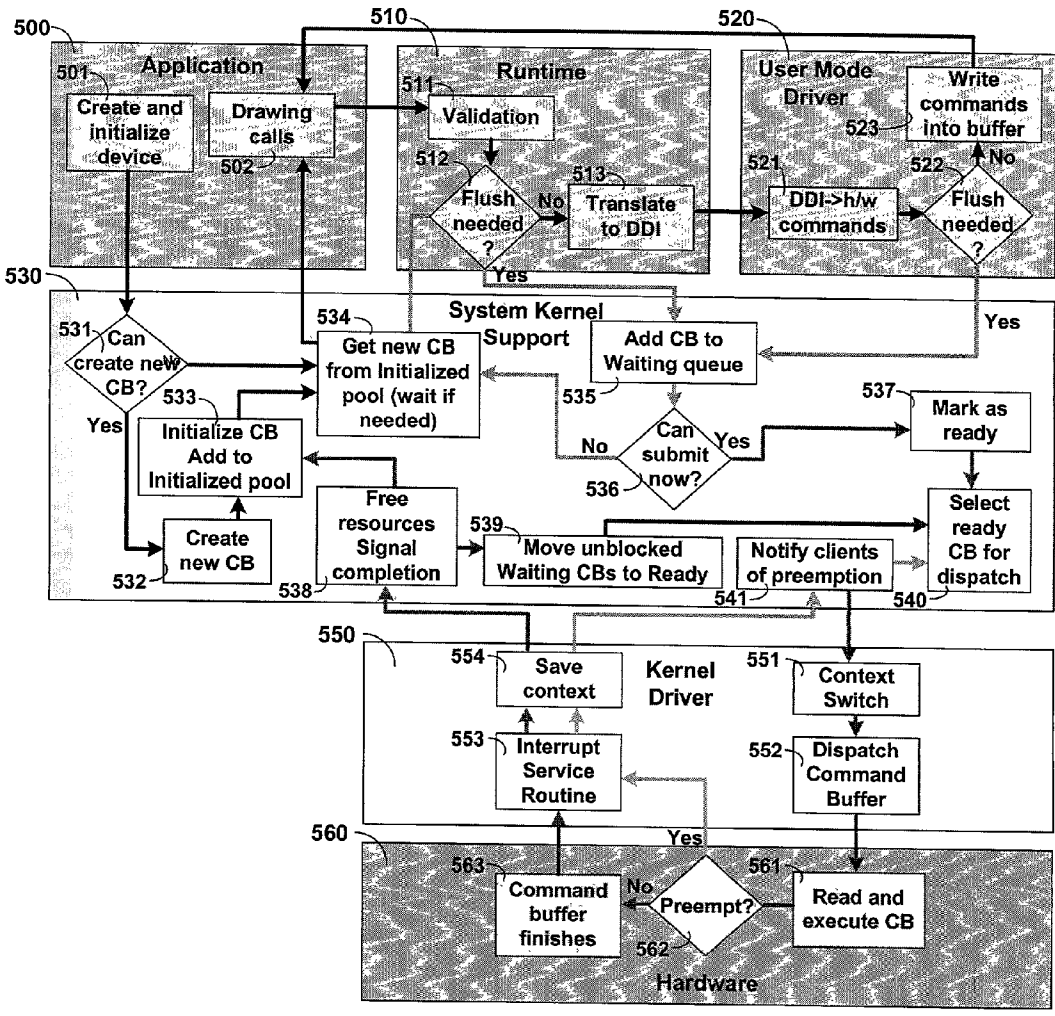 500
510
520
Application
501
Create and
initialize
device
Drawing
calls
502
Runtime
511
Validation
512
Flush
needed
?
No
Yes
513
Translate
to DDI
User Mode
Driver
Write
commands
into buffer
523
521
DDI->h/w
commands
522
No
Flush
needed
?
Yes
530
System Kernel
Support
531
Can
create new
CB?
No
Yes
534
Get new CB
from Initialized
pool (wait if
needed)
533
Initialize CB
Add to
Initialized pool
Create
new CB
532
Add CB to
Waiting queue
535
Can
submit
now?
No
Yes
536
537
Mark as
ready
Free
resources
Signal
completion
538
539
Move unblocked
Waiting CBs to Ready
Notify clients
of preemption
541
Select
ready
CB for
dispatch
540
550
Kernel
Driver
554
Save
context
553
Interrupt
Service
Routine
551
Context
Switch
552
Dispatch
Command
Buffer
560
563
Command
buffer
finishes
Yes
No
Preempt?
562
561
Read and
execute CB
Hardware